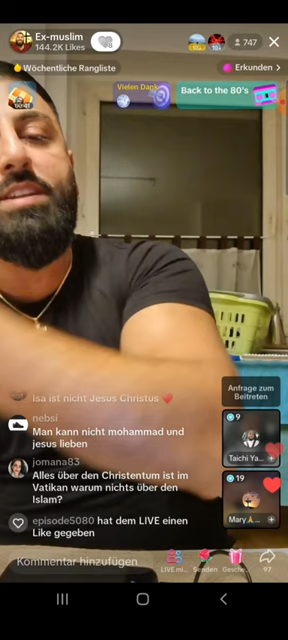 Ex-muslim
144.2K Likes
747
Wöchentliche Rangliste
Erkunden >
Vielen Dank
Back to the 80's
Isa ist nicht Jesus Christus
Anfrage zum
Beitreten
nebsi
Man kann nicht mohammad und
jesus lieben
9
Taichi Ya...
jomana83
Alles über den Christentum ist im
Vatikan warum nichts über den
Islam?
19
Mary...
episode5080 hat dem LIVE einen
Like gegeben
Kommentar hinzufügen
LIVE mi...
Senden
Gesche...
97